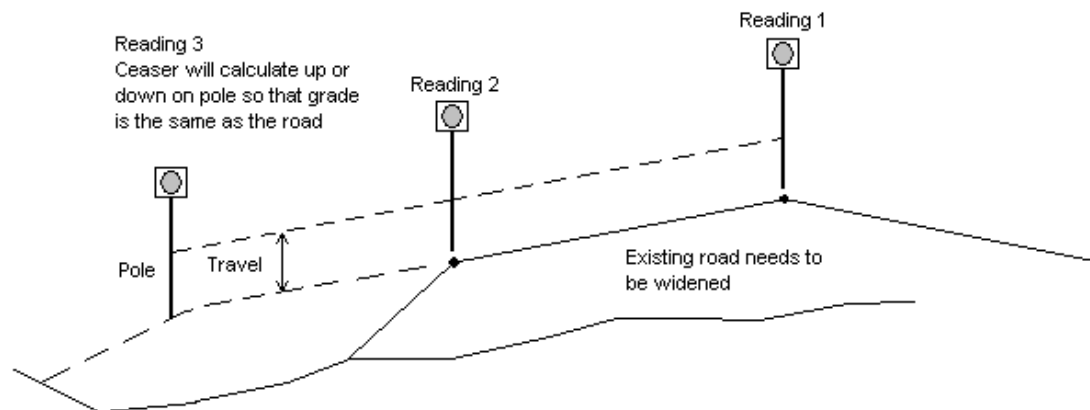 Reading 1
Reading 3
Ceaser will calculate up or
down on pole so that grade
is the same as the road
Reading 2
Pole
Travel
Existing road needs to
be widened